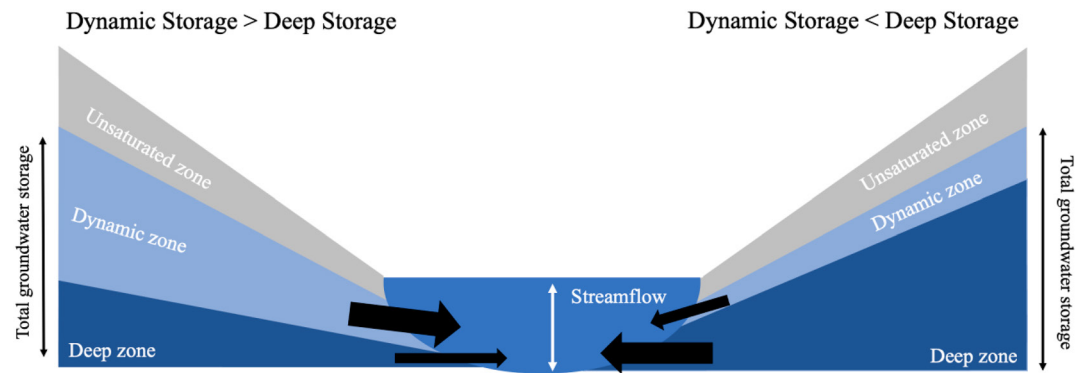 Dynamic Storage > Deep Storage
Dynamic Storage < Deep Storage
Total groundwater storage
Unsaturated zone
Dynamic zone
Deep zone
Streamflow
Unsaturated zone
Dynamic zone
Deep zone
Total groundwater storage